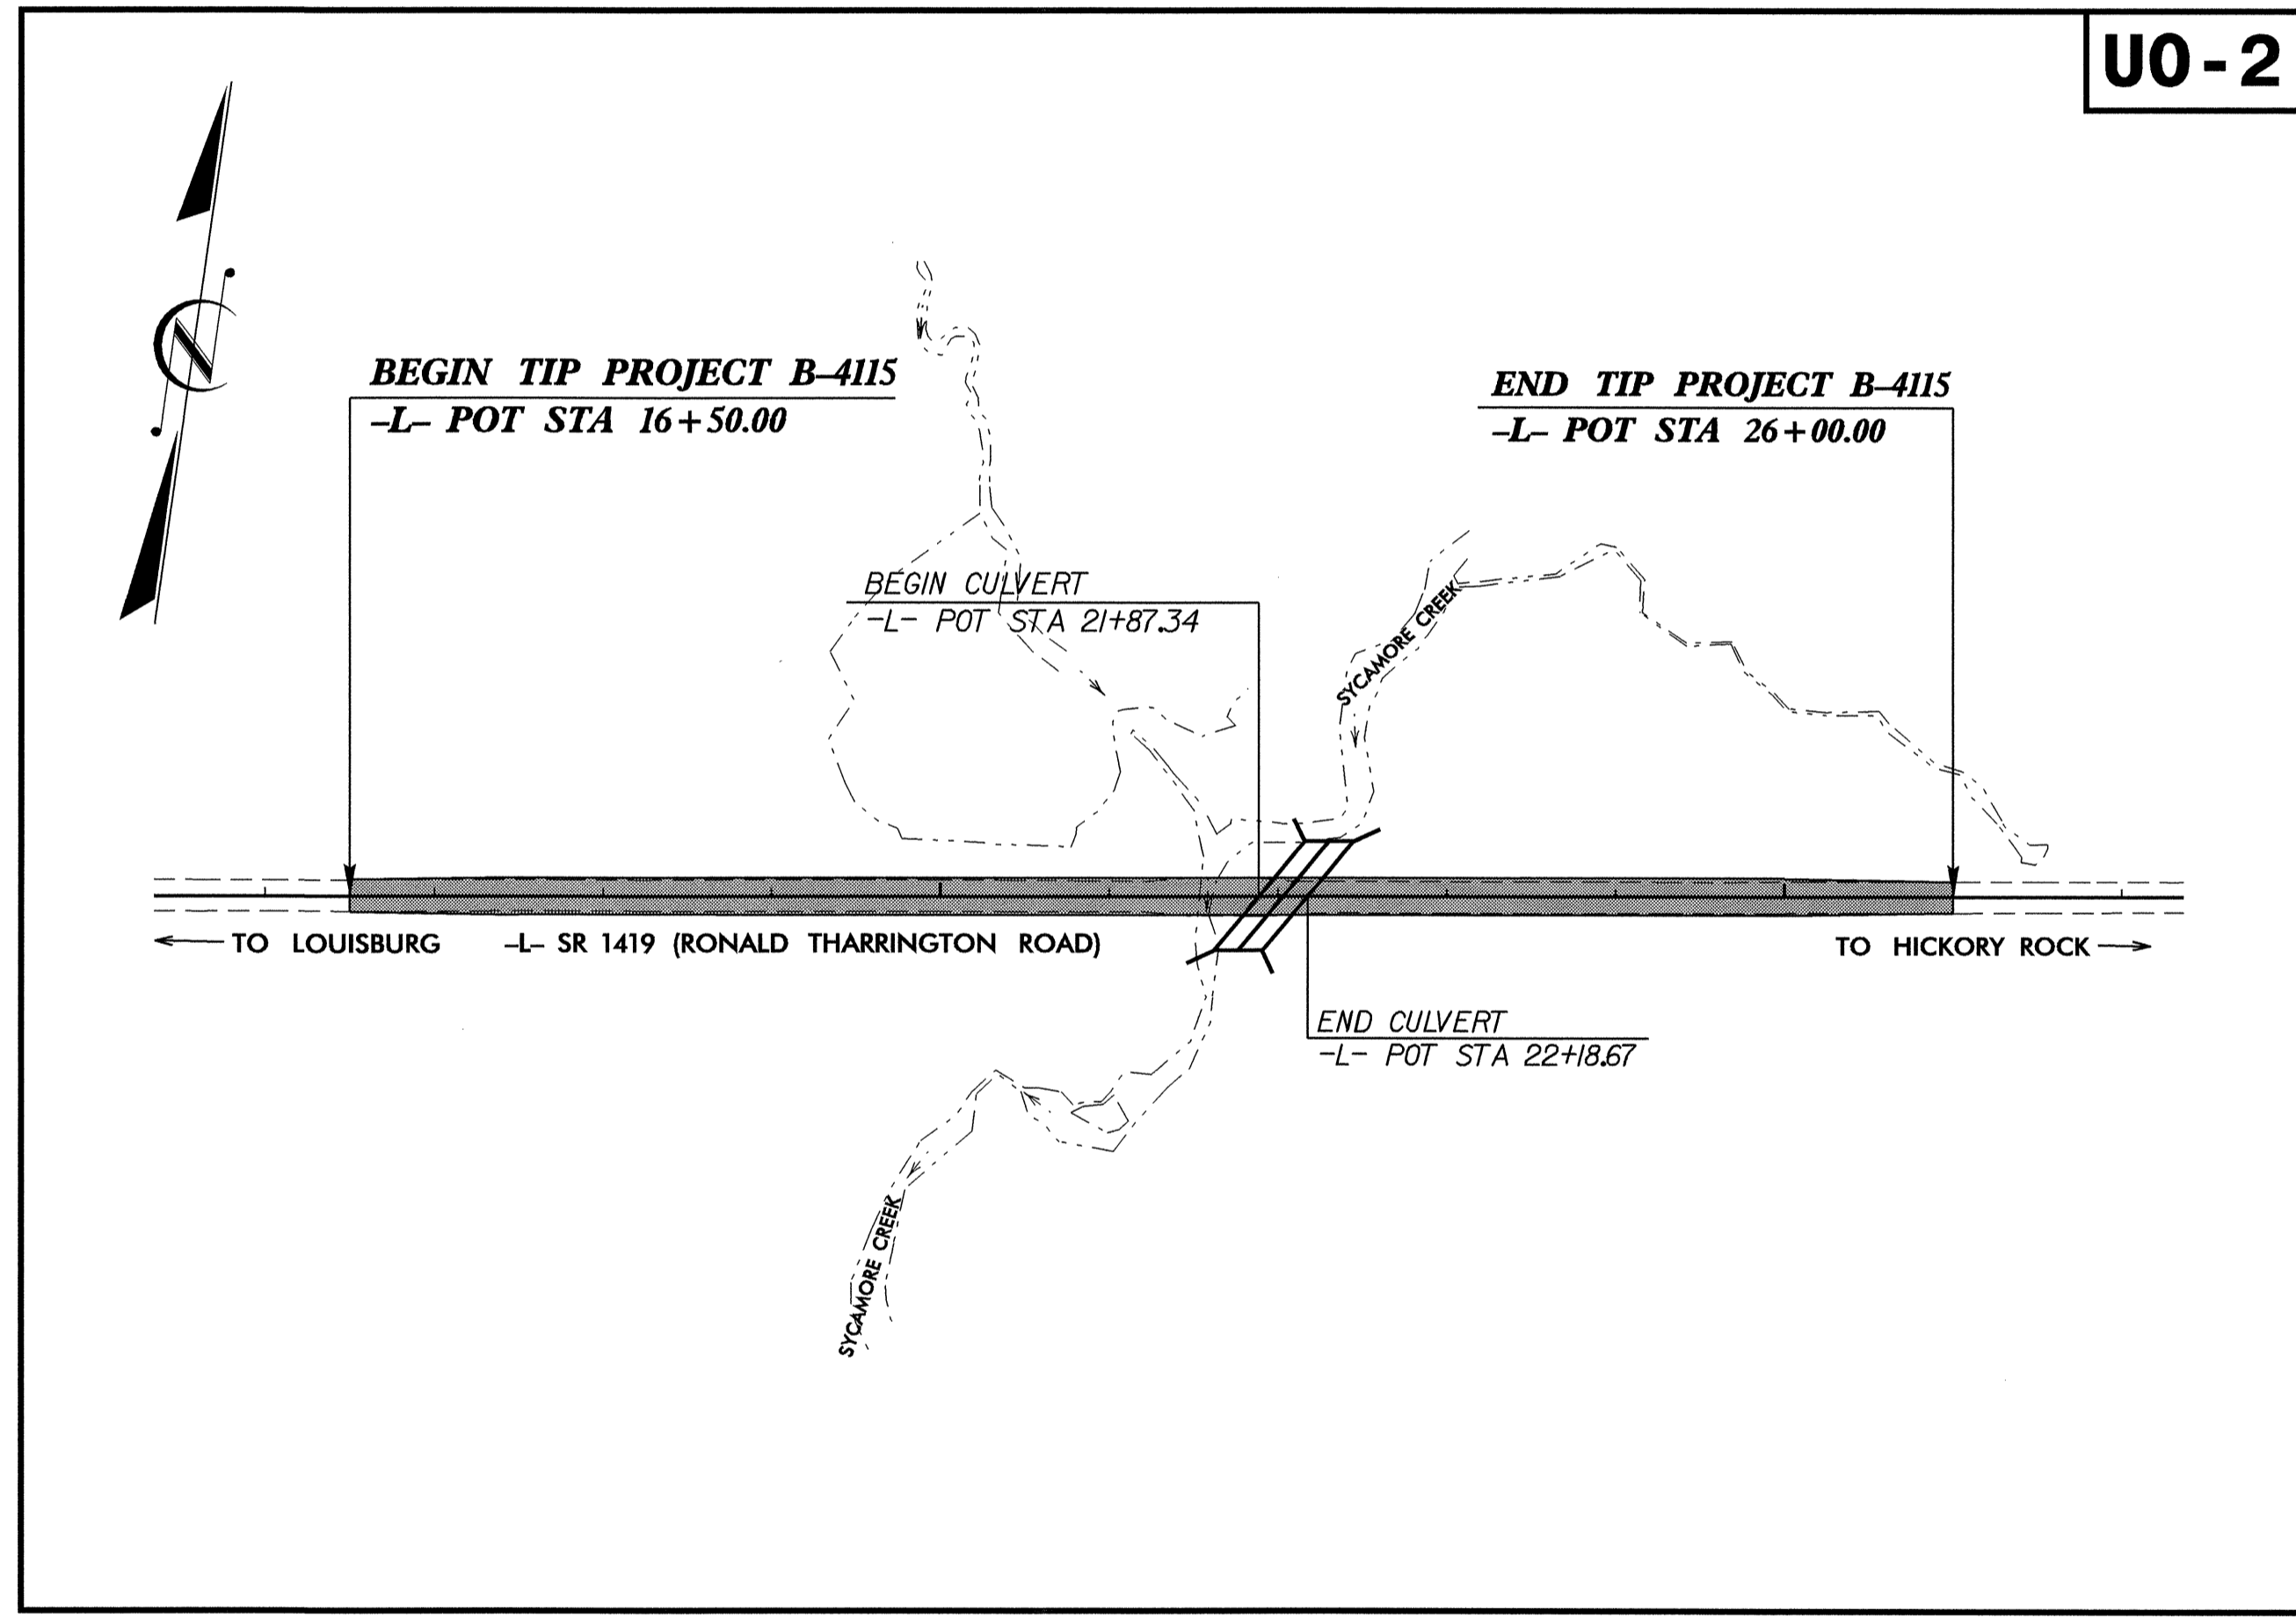 UO-2
N
BEGIN TIP PROJECT B-4115
-L- POT STA 16+50.00
END TIP PROJECT B-4115
-L- POT STA 26+00.00
BEGIN CULVERT
-L- POT STA 21+87.34
SYCAMORE CREEK
TO LOUISBURG
-L- SR 1419 (RONALD THARRINGTON ROAD)
TO HICKORY ROCK
END CULVERT
-L- POT STA 22+18.67
SYCAMORE CREEK